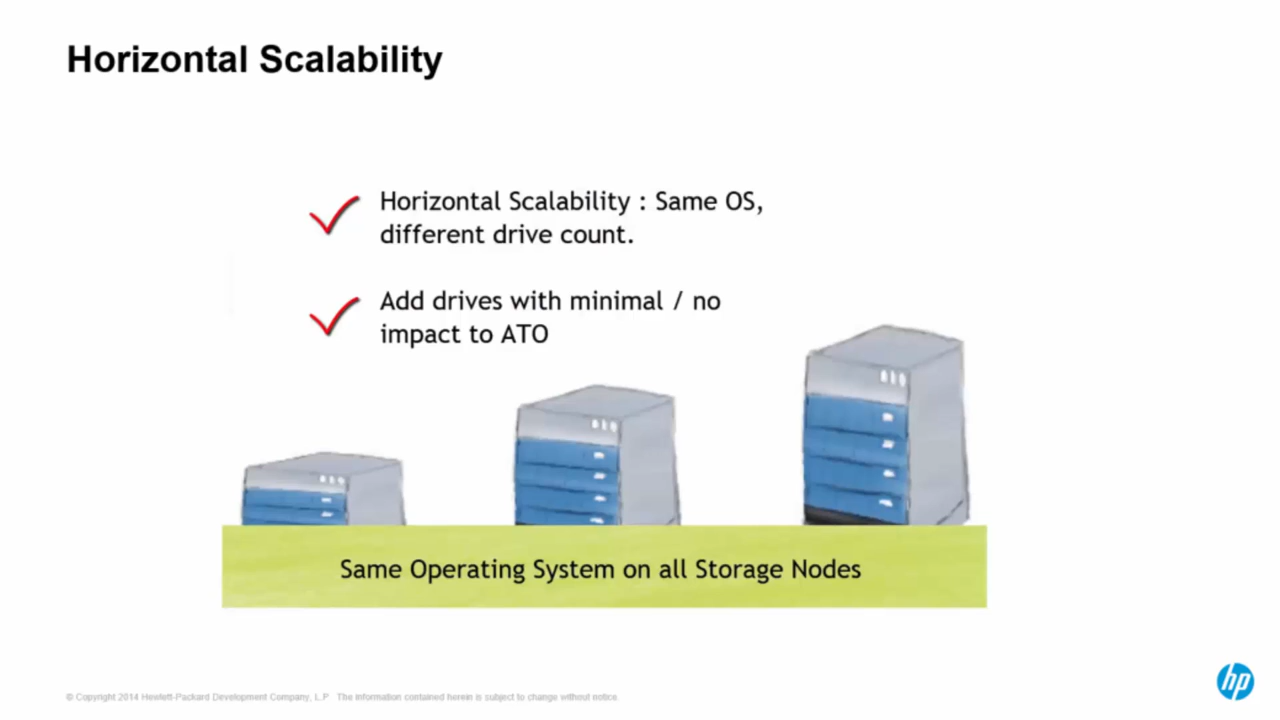 Horizontal Scalability
Horizontal Scalability : Same OS,
different drive count.
Add drives with minimal / no
impact to ATO
Same Operating System on all Storage Nodes
© Copyright 2014 Hewlett-Packard Development Company, L.P. The information contained herein is subject to change without notice.
hp